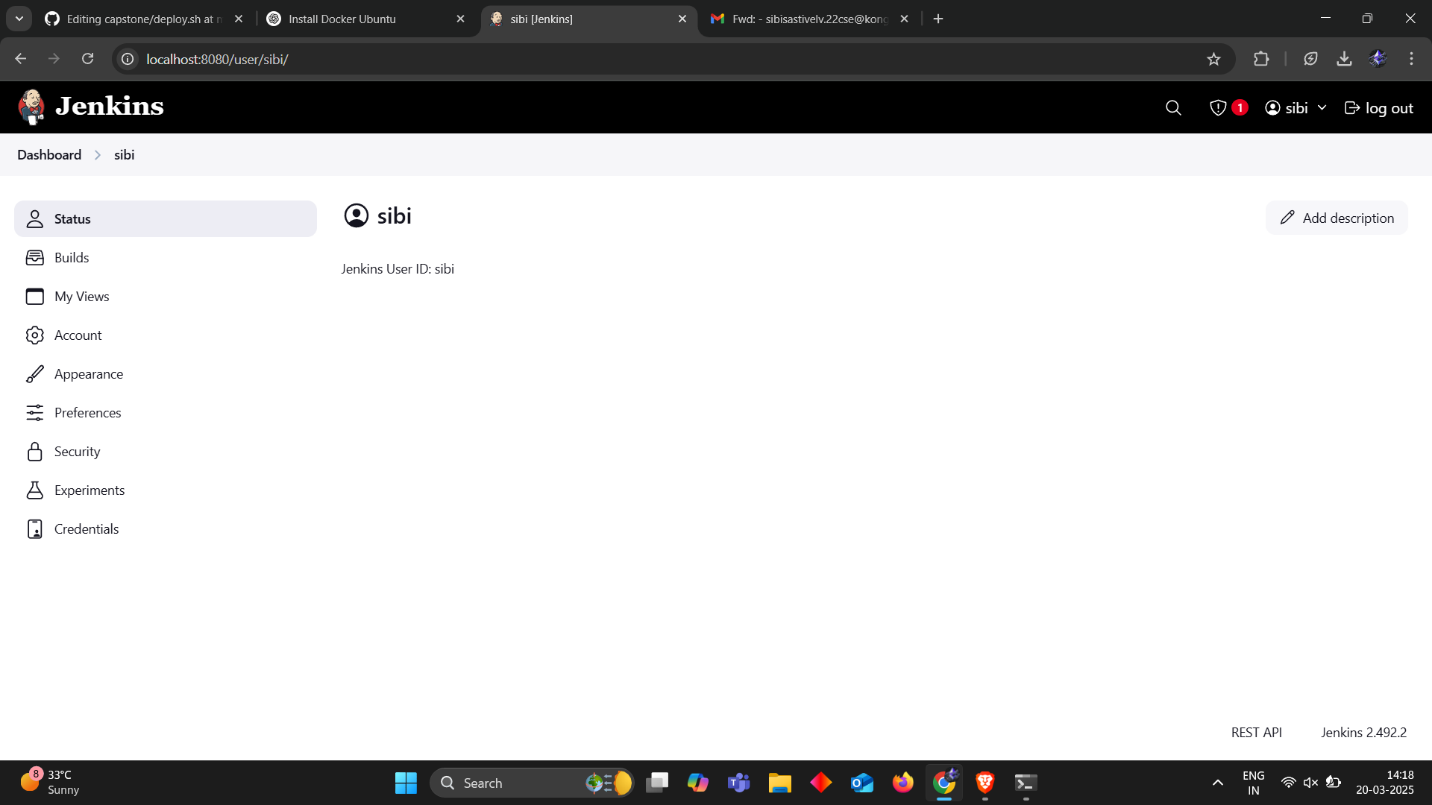 Editing capstone/deploy.sh at n
Install Docker Ubuntu
sibi [Jenkins]
Fwd: - sibisastivelv.22cse@kong
localhost:8080/user/sibi/
Jenkins
1
sibi
log out
Dashboard
sibi
Status
Builds
My Views
Account
Appearance
Preferences
Security
Experiments
Credentials
sibi
Add description
Jenkins User ID: sibi
REST API
Jenkins 2.492.2
8
33°C
Sunny
Search
ENG
IN
14:18
20-03-2025